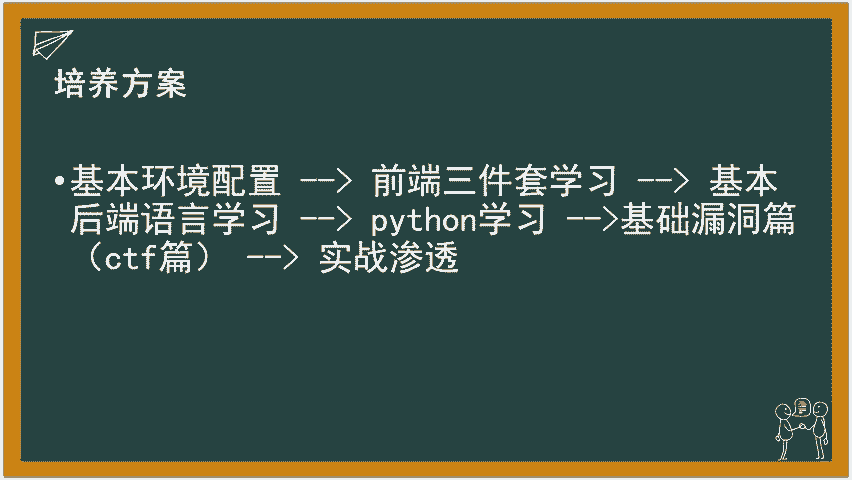 培养方案
•基本环境配置 --> 前端三件套学习 --> 基本
后端语言学习 --> python学习 -->基础漏洞篇
（ctf篇） --> 实战渗透